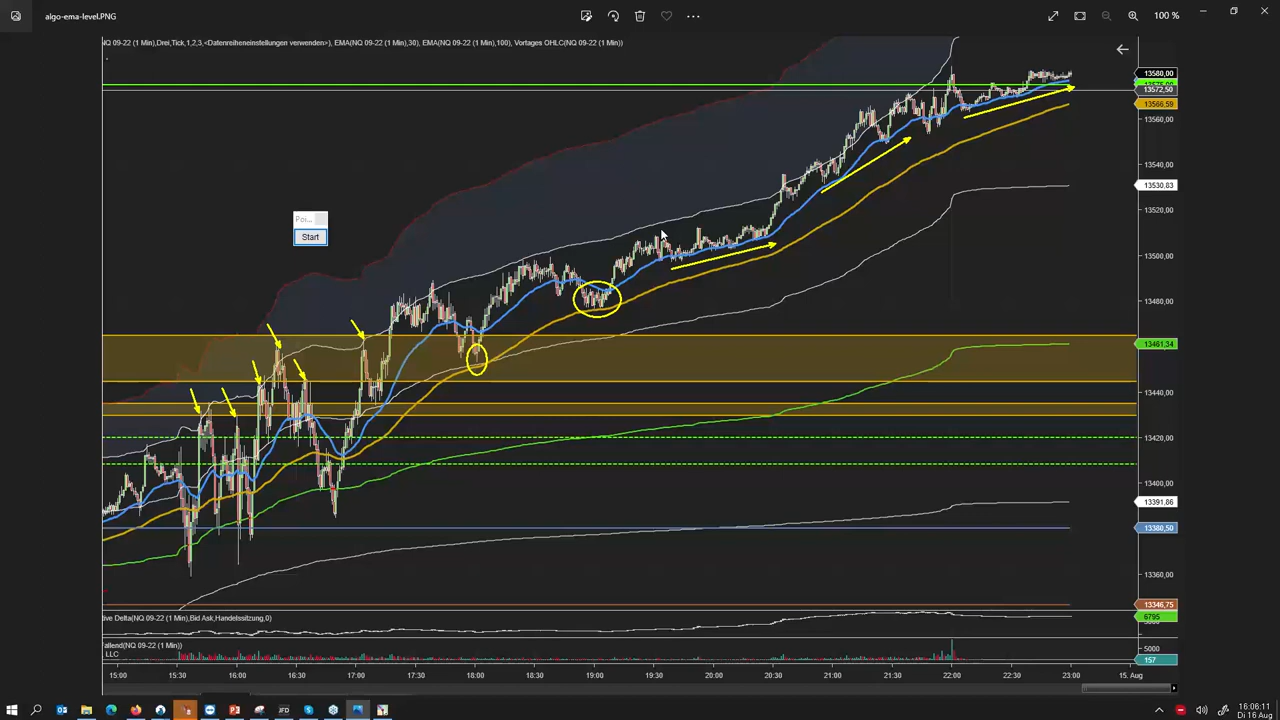 algo-ema-level.PNG
100 %
NQ 09-22 (1 Min),Drei,Tick,1,2,3,<Datenreiheneinstellungen verwenden>), EMA(NQ 09-22 (1 Min),30), EMA(NQ 09-22 (1 Min),100), Vortages OHLC(NQ 09-22 (1 Min))
13580,00
13572,50
13566,59
13560,00
13540,00
13530,83
13520,00
Poi...
Start
13500,00
13480,00
13461,34
13440,00
13420,00
13400,00
13391,86
13380,50
13360,00
13346,75
tive Delta(NQ 09-22 (1 Min),Bid Ask,Handelssitzung,0)
6795
fallend(NQ 09-22 (1 Min))
LLC
5000
157
15:00 15:30 16:00 16:30 17:00 17:30 18:00 18:30 19:00 19:30 20:00 20:30 21:00 21:30 22:00 22:30 23:00 15. Aug
JFD
16:06:11
Di 16 Aug